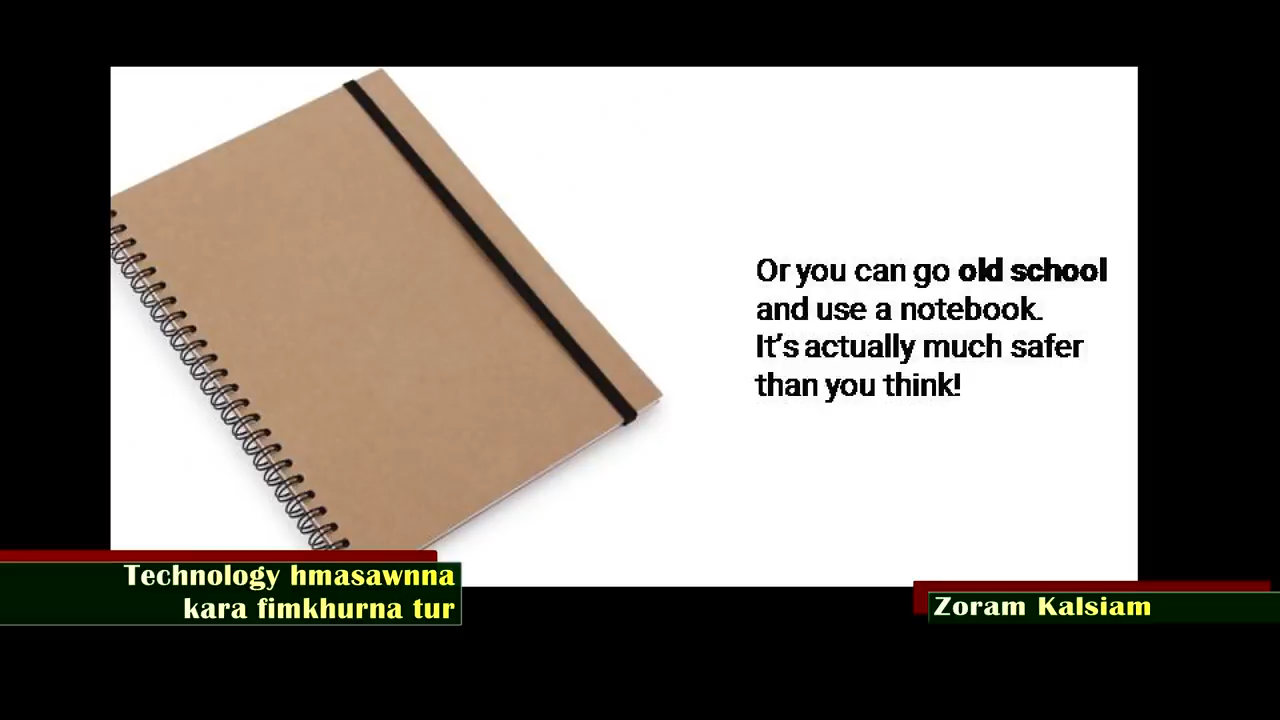 Or you can go old school
and use a notebook.
It's actually much safer
than you think!
Technology hmasawnna
kara fimkhurna tur
Zoram Kalsiam